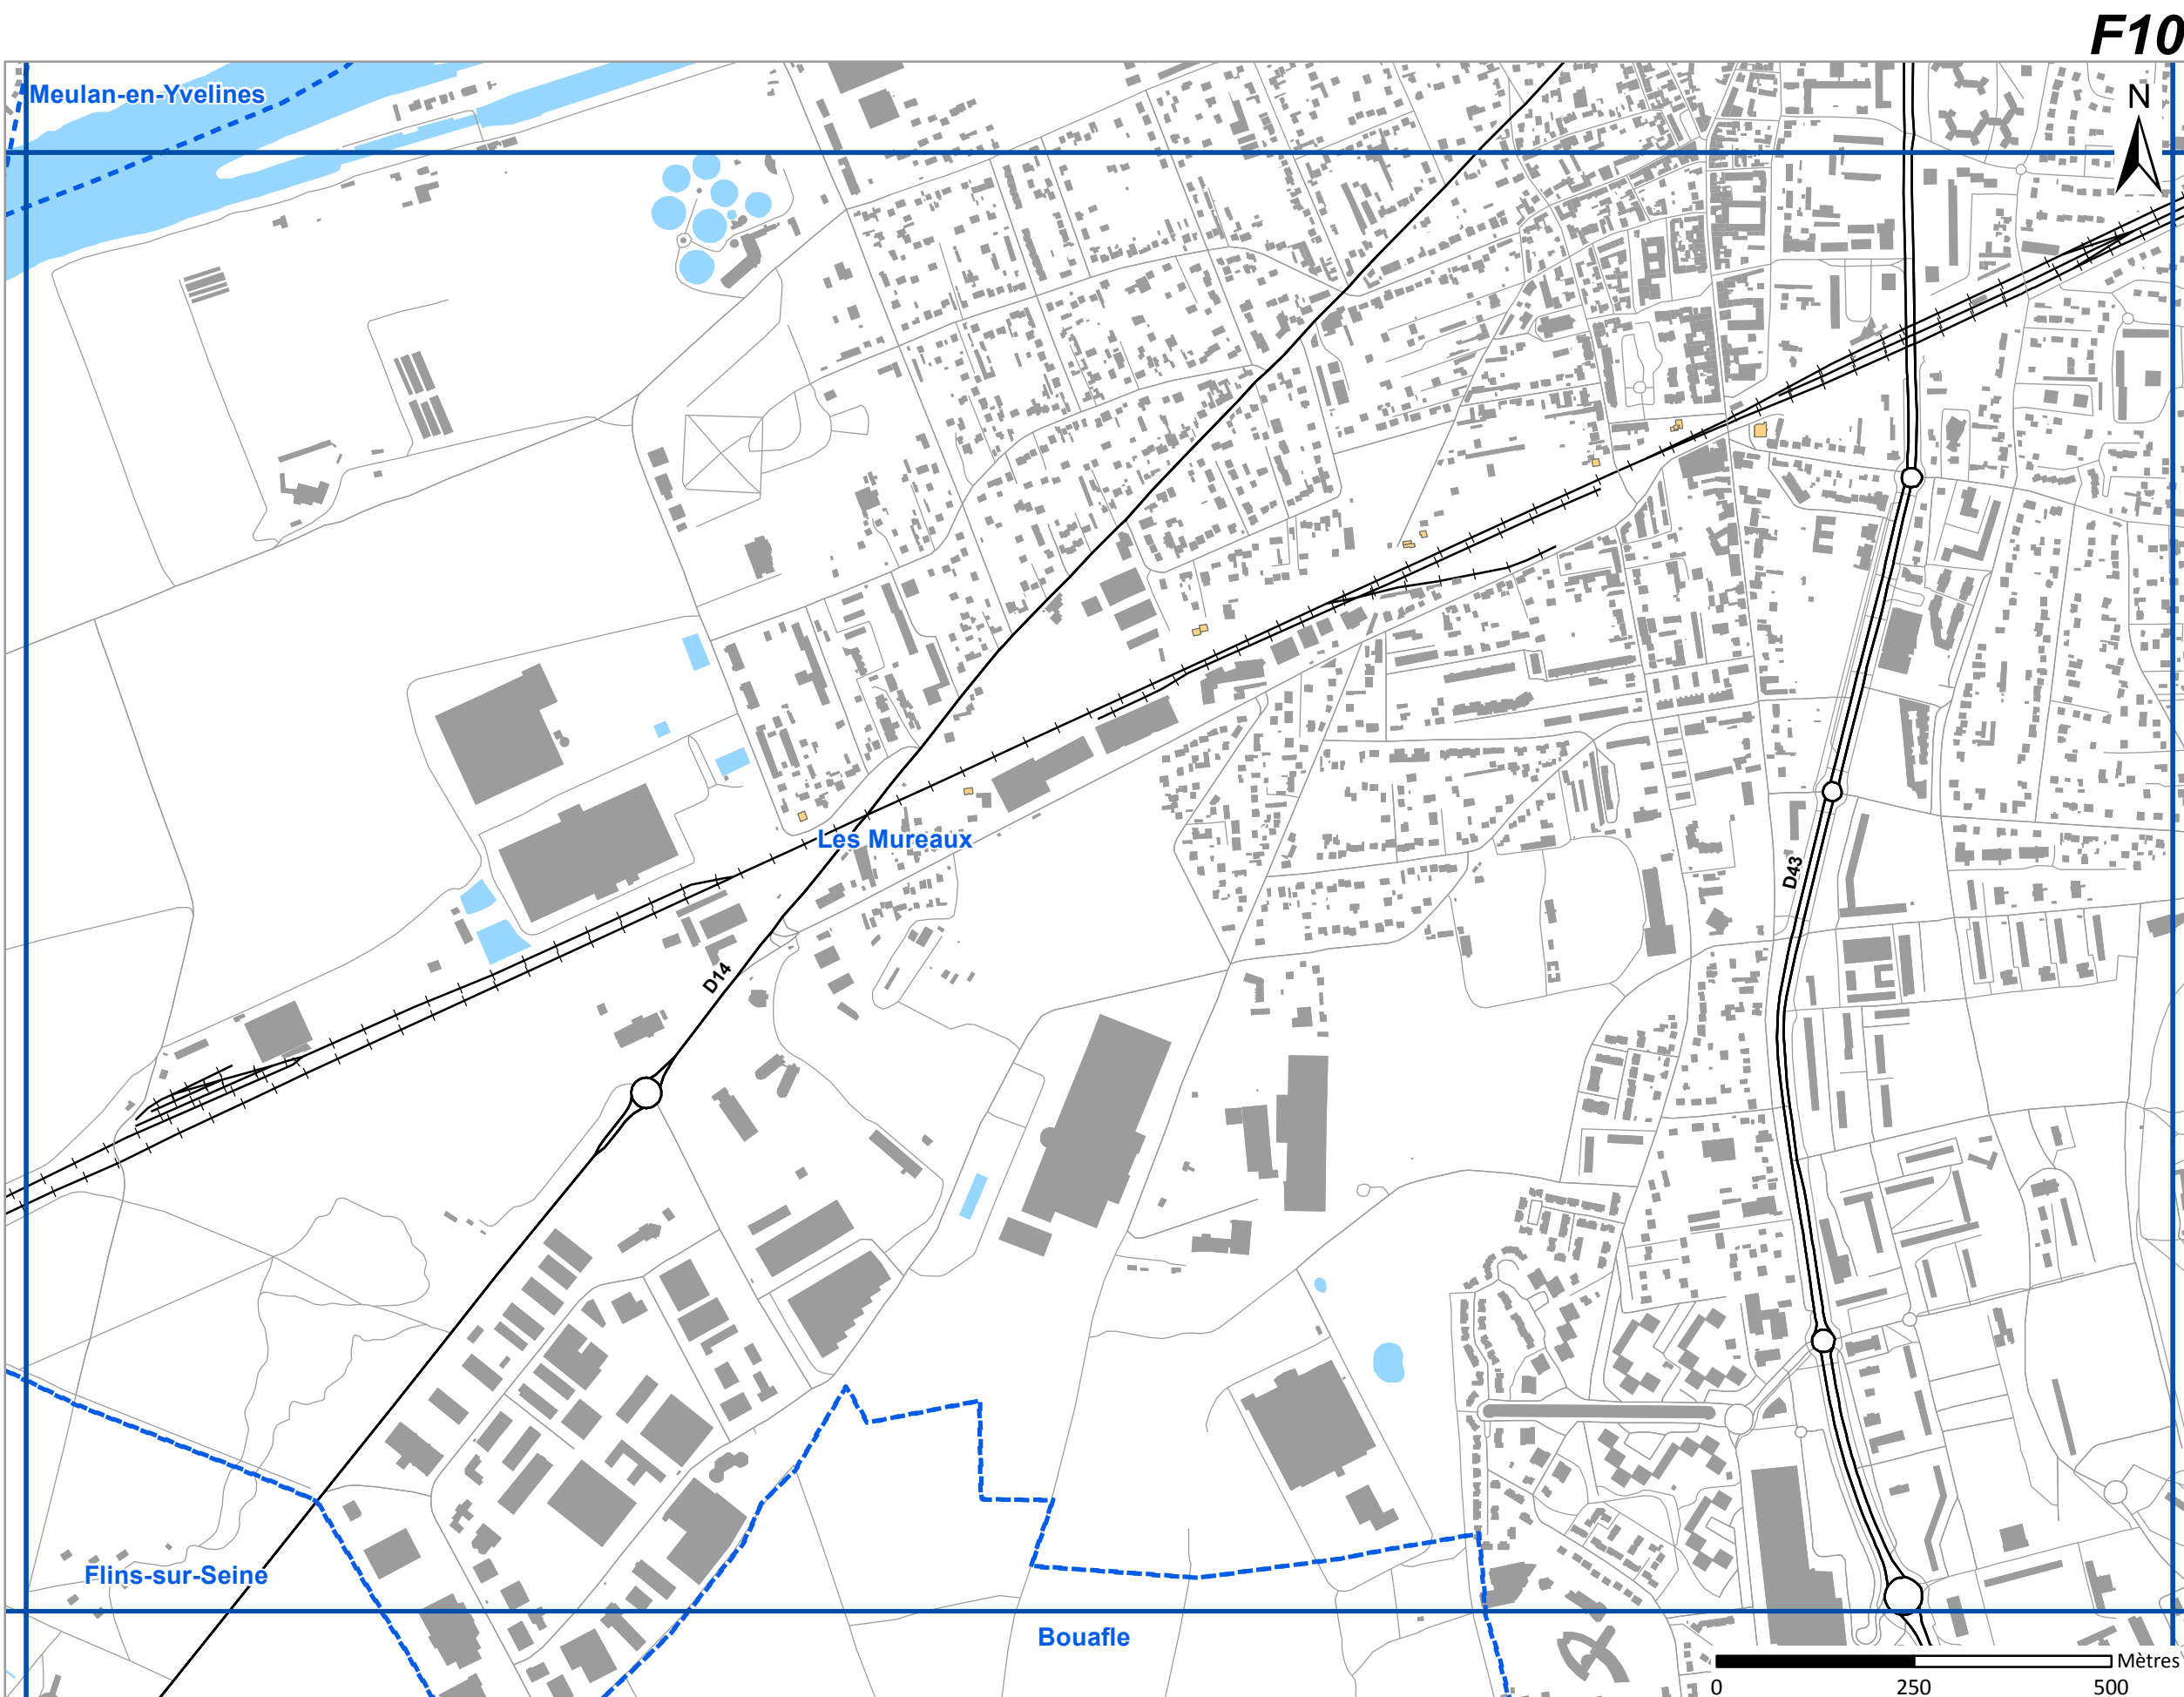 F10
Meulan-en-Yvelines
N
Les Mureaux
D43
D14
Flins-sur-Seine
Bouafle
Mètres
0 250 500